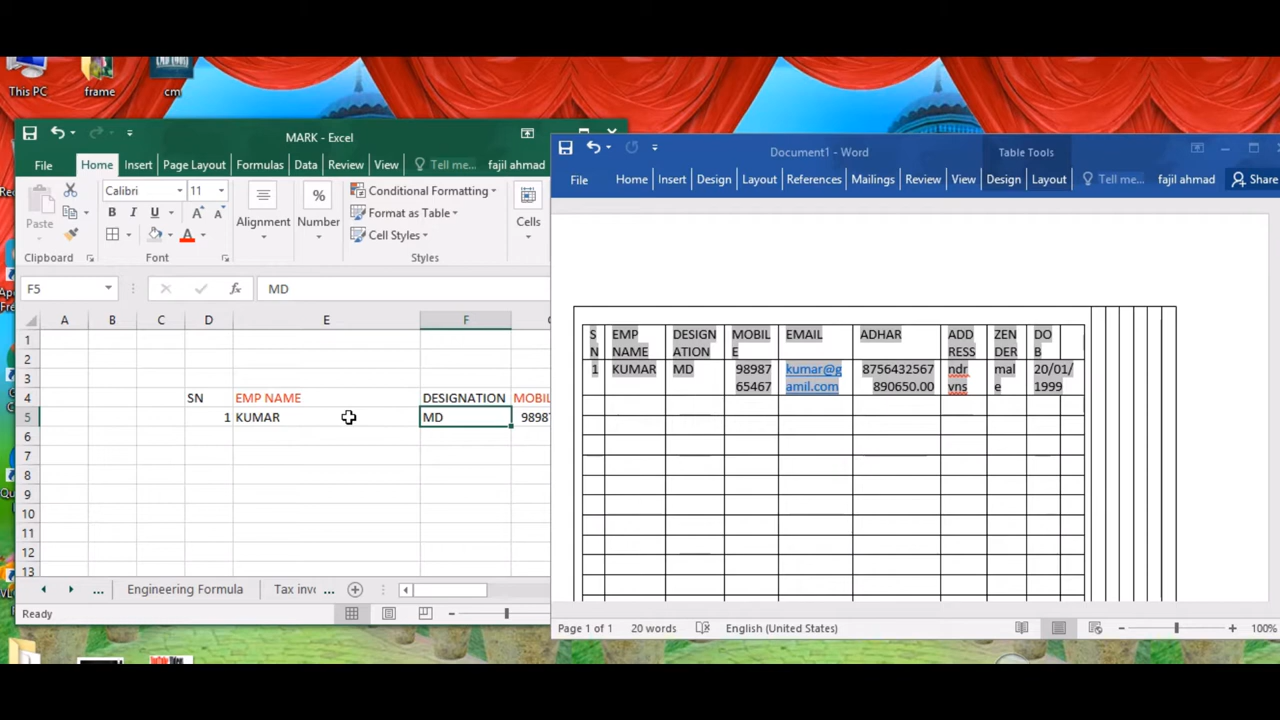 This PC
frame
cm
MARK - Excel
File
Home
Insert
Page Layout
Formulas
Data
Review
View
Tell me...
fajil ahmad
Paste
Clipboard
Calibri
11
B I U
A A
A
Font
Alignment
%
Number
Conditional Formatting
Format as Table
Cell Styles
Styles
Cells
F5
fx
MD
A B C D E F
1
2
3
4 SN EMP NAME DESIGNATION MOBIL
5 1 KUMAR MD 9898
6
7
8
9
10
11
12
13
... Engineering Formula Tax inv ...
Ready
Document1 - Word
Table Tools
File
Home
Insert
Design
Layout
References
Mailings
Review
View
Design
Layout
Tell me...
fajil ahmad
Share
S EMP DESIGN MOBIL EMAIL ADHAR ADD ZEN DO
N NAME ATION E RESS DER B
1 KUMAR MD 98987 kumar@g 8756432567 ndr mal 20/01/
65467 amil.com 890650.00 vns e 1999
Page 1 of 1
20 words
English (United States)
100%